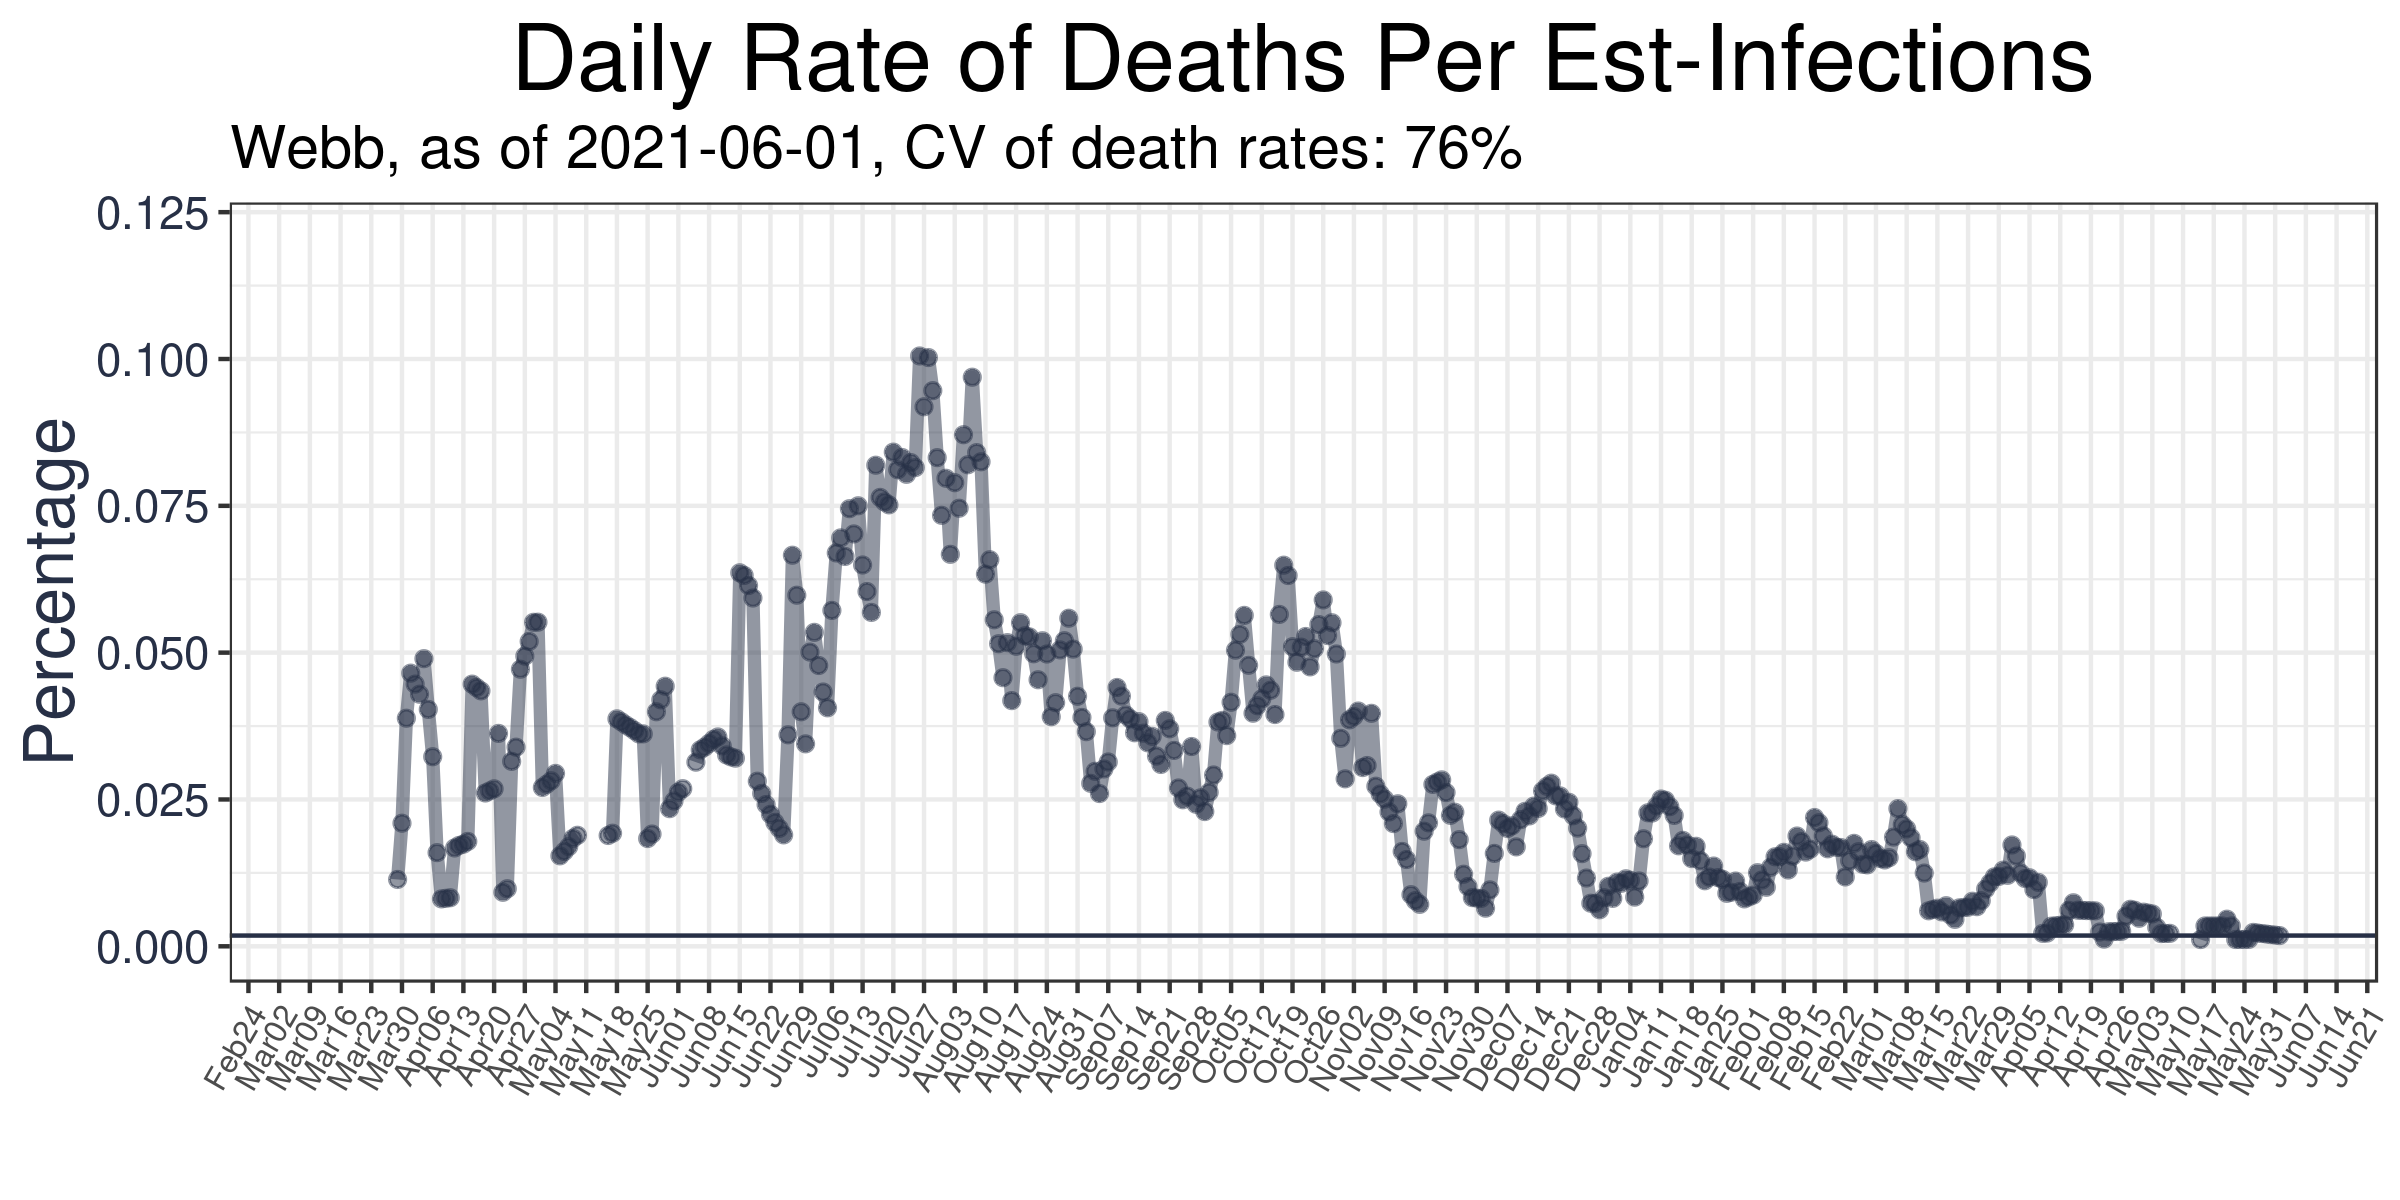 Daily Rate of Deaths Per Est-Infections
Webb, as of 2021-06-01, CV of death rates: 76%
Percentage
0.125
0.100
0.075
0.050
0.025
0.000
Feb24
Mar02
Mar09
Mar16
Mar23
Mar30
Apr06
Apr13
Apr20
Apr27
May04
May11
May18
May25
Jun01
Jun08
Jun15
Jun22
Jun29
Jul06
Jul13
Jul20
Jul27
Aug03
Aug10
Aug17
Aug24
Aug31
Sep07
Sep14
Sep21
Sep28
Oct05
Oct12
Oct19
Oct26
Nov02
Nov09
Nov16
Nov23
Nov30
Dec07
Dec14
Dec21
Dec28
Jan04
Jan11
Jan18
Jan25
Feb01
Feb08
Feb15
Feb22
Mar01
Mar08
Mar15
Mar22
Mar29
Apr05
Apr12
Apr19
Apr26
May03
May10
May17
May24
May31
Jun07
Jun14
Jun21